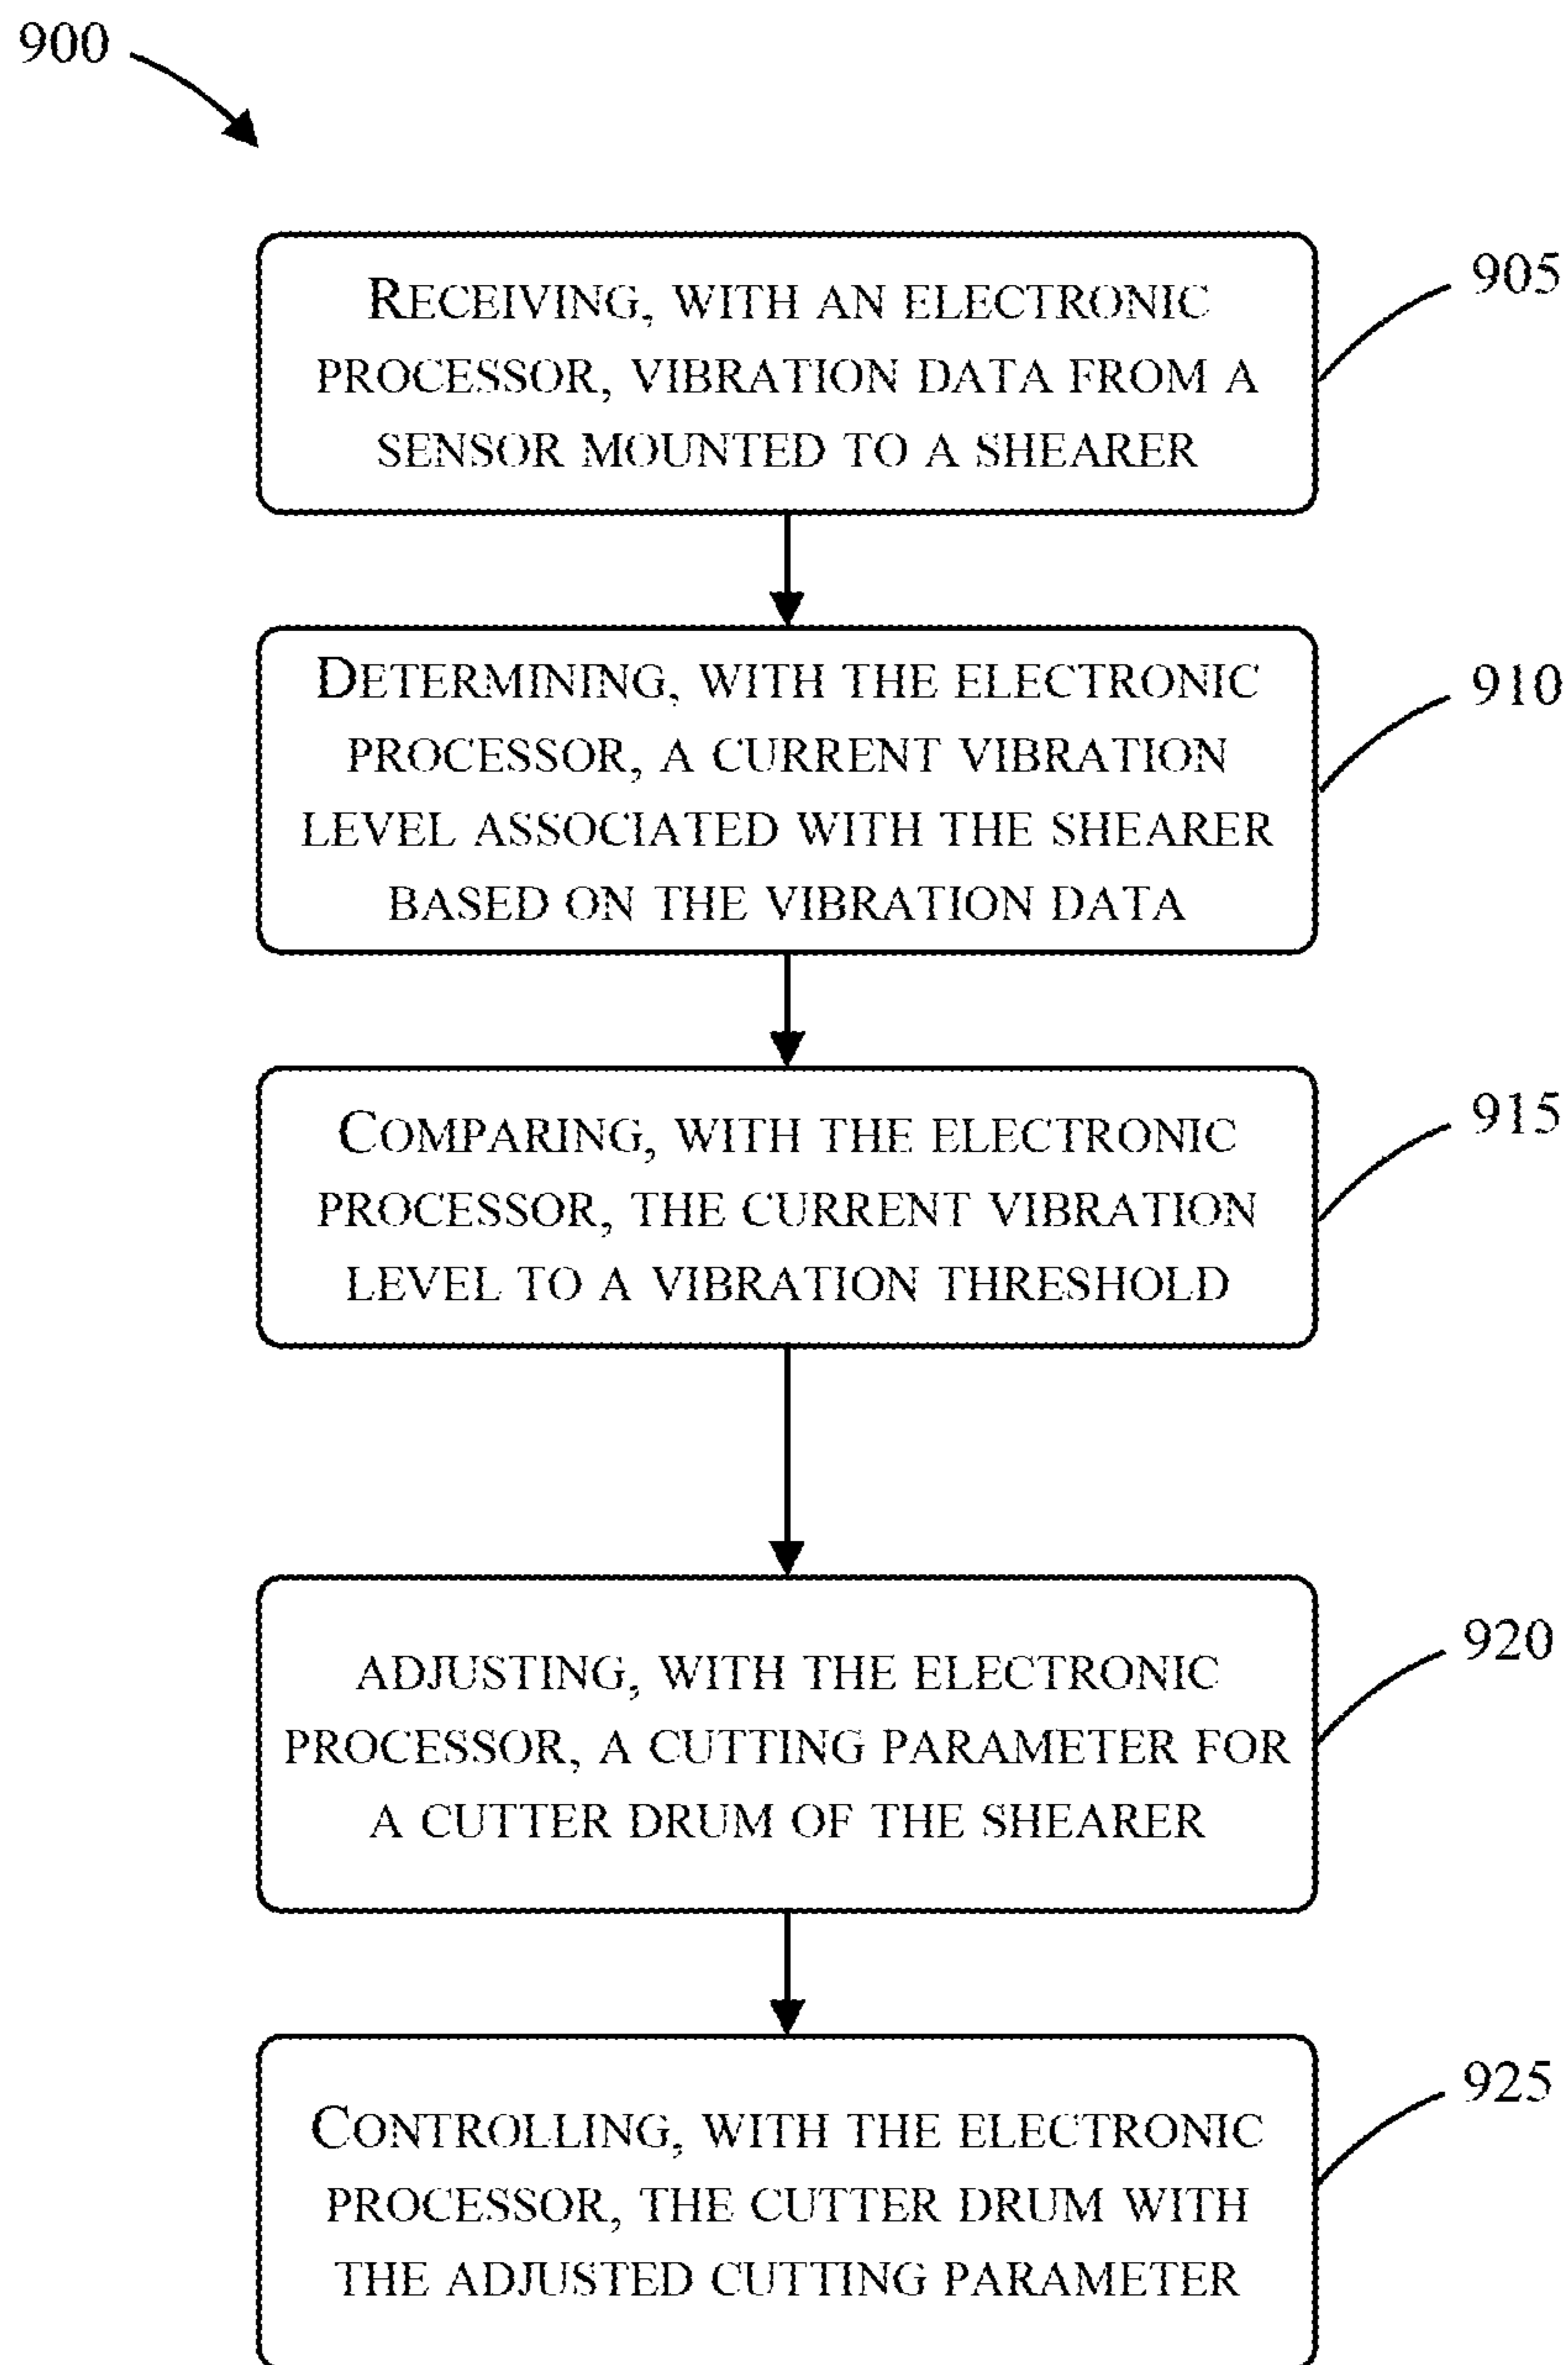 900
RECEIVING, WITH AN ELECTRONIC
PROCESSOR, VIBRATION DATA FROM A
SENSOR MOUNTED TO A SHEARER
905
DETERMINING, WITH THE ELECTRONIC
PROCESSOR, A CURRENT VIBRATION
LEVEL ASSOCIATED WITH THE SHEARER
BASED ON THE VIBRATION DATA
910
COMPARING, WITH THE ELECTRONIC
PROCESSOR, THE CURRENT VIBRATION
LEVEL TO A VIBRATION THRESHOLD
915
ADJUSTING, WITH THE ELECTRONIC
PROCESSOR, A CUTTING PARAMETER FOR
A CUTTER DRUM OF THE SHEARER
920
CONTROLLING, WITH THE ELECTRONIC
PROCESSOR, THE CUTTER DRUM WITH
THE ADJUSTED CUTTING PARAMETER
925